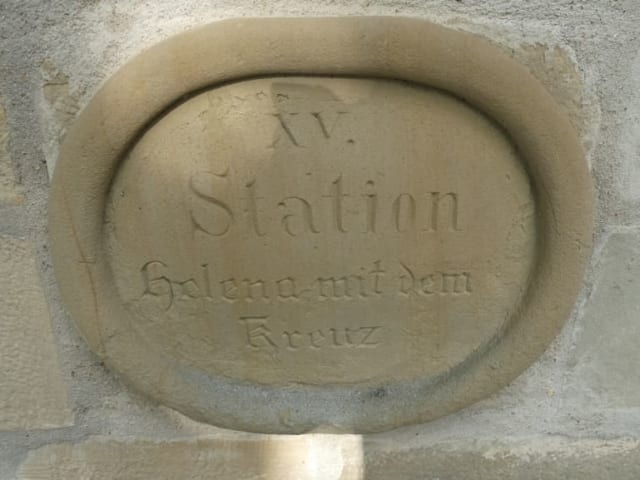 XV.
Station
Helena mit dem
Kreuz